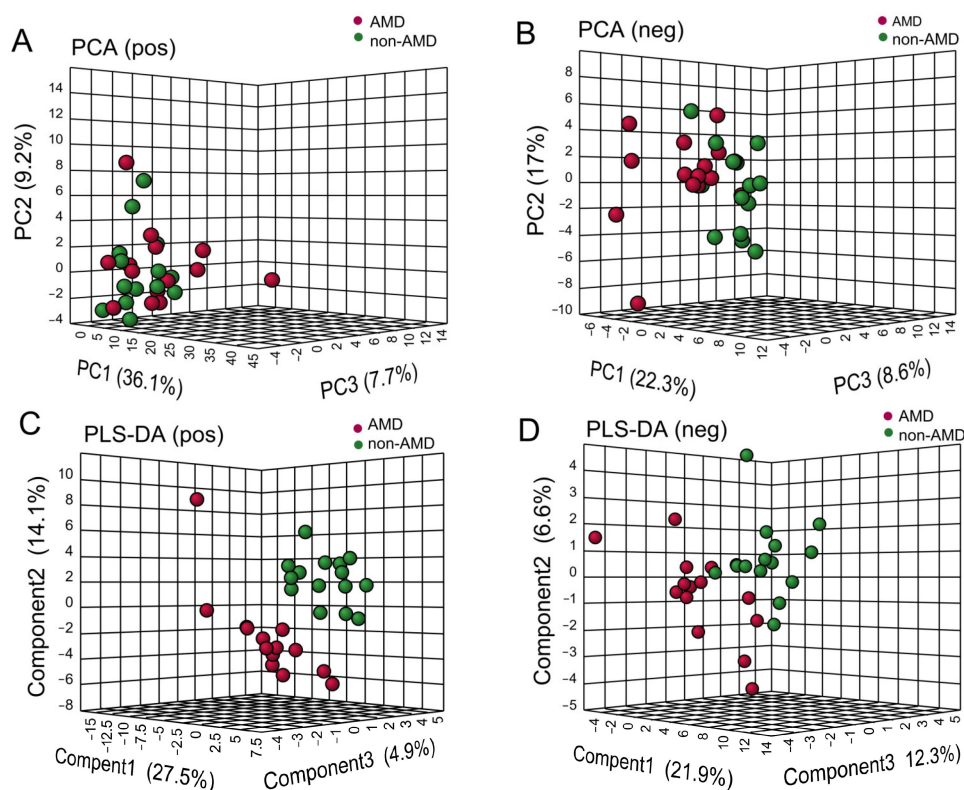 A
PCA (pos)
AMD
non-AMD
14
12
10
8
6
4
2
0
−2
−4
PC2 (9.2%)
0 5 10 15 20 25 30 35 40 45
PC1 (36.1%)
−4 −2 0 2 4 6 8 10 12 14
PC3 (7.7%)
B
PCA (neg)
AMD
non-AMD
8
6
4
2
0
−2
−4
−6
−8
−10
PC2 (17%)
−6 −4 −2 0 2 4 6 8 10 12
PC1 (22.3%)
−4 −2 0 2 4 6 8 10 12 14
PC3 (8.6%)
C
PLS-DA (pos)
AMD
non-AMD
10
8
6
4
2
0
−2
−4
−6
−8
Component2 (14.1%)
−15 −12.5 −10 −7.5 −5 −2.5 0 2.5 5 7.5
Compent1 (27.5%)
−4 −3 −2 −1 0 1 2 3 4 5
Component3 (4.9%)
D
PLS-DA (neg)
AMD
non-AMD
4
3
2
1
0
−1
−2
−3
−4
−5
Component2 (6.6%)
−4 −2 0 2 4 6 8 10 12 14
Compent1 (21.9%)
−4 −3 −2 −1 0 1 2 3 4 5
Component3 12.3%)